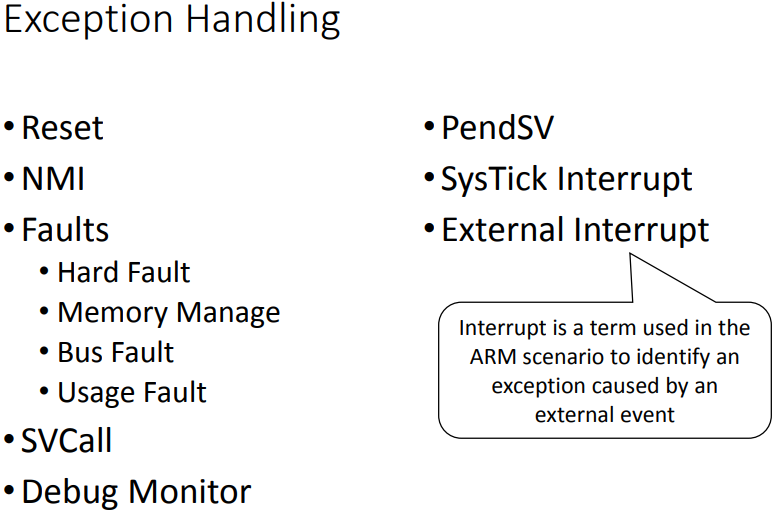 Exception Handling
• Reset
• NMI
• Faults
• Hard Fault
• Memory Manage
• Bus Fault
• Usage Fault
• SVCall
• Debug Monitor
• PendSV
• SysTick Interrupt
• External Interrupt
Interrupt is a term used in the
ARM scenario to identify an
exception caused by an
external event